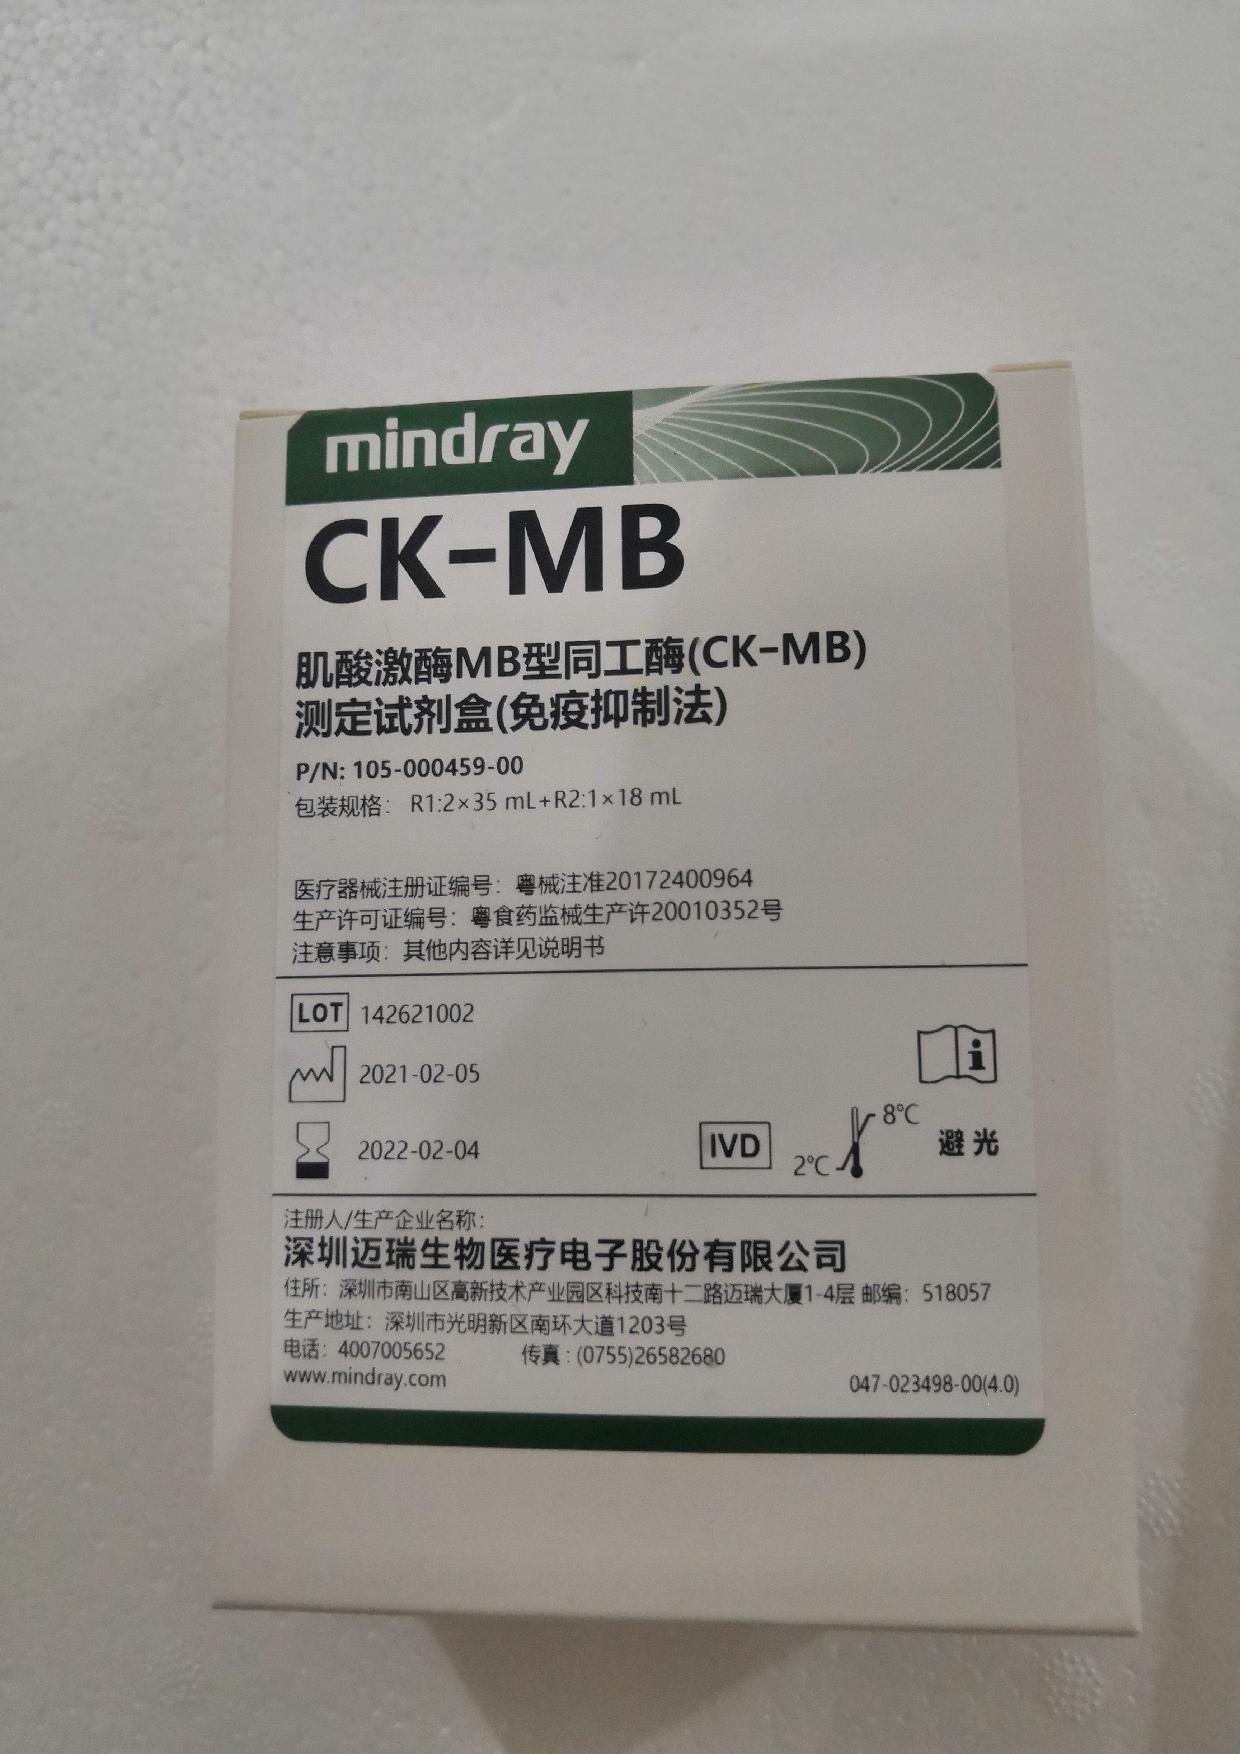 mindray
CK-MB
肌酸激酶MB型同工酶(CK-MB)
测定试剂盒(免疫抑制法)
P/N: 105-000459-00
包装规格: R1:2×35 mL+R2:1×18 mL
医疗器械注册证编号: 粤械注准20172400964
生产许可证编号: 粤食药监械生产许20010352号
注意事项: 其他内容详见说明书
LOT 142621002
2021-02-05
8°C
2022-02-04 IVD 2°C 避光
注册人/生产企业名称:
深圳迈瑞生物医疗电子股份有限公司
住所: 深圳市南山区高新技术产业园区科技南十二路迈瑞大厦1-4层 邮编: 518057
生产地址: 深圳市光明新区南环大道1203号
电话: 4007005652 传真: (0755)26582680
www.mindray.com 047-023498-00(4.0)